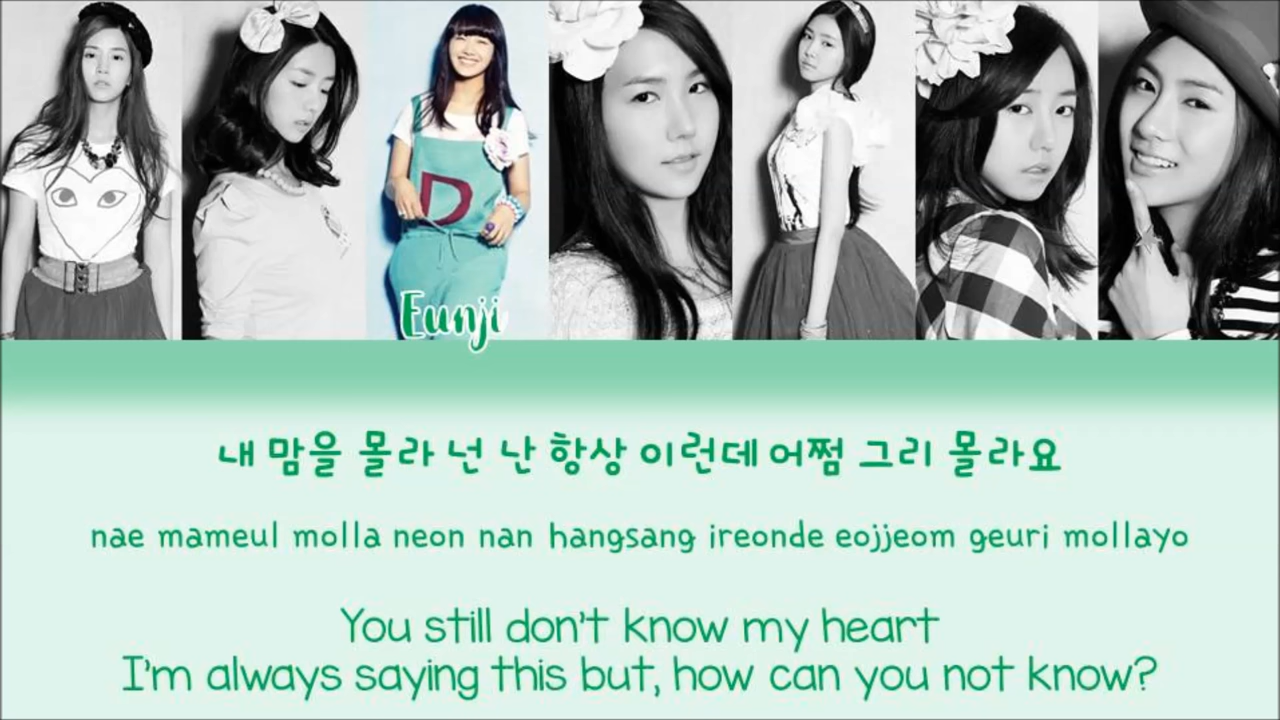 D
Eunji
내 맘을 몰라 넌 난 항상 이런데 어쩜 그리 몰라요
nae mameul molla neon nan hangsang ireonde eojjeom geuri mollayo
You still don't know my heart
I'm always saying this but, how can you not know?